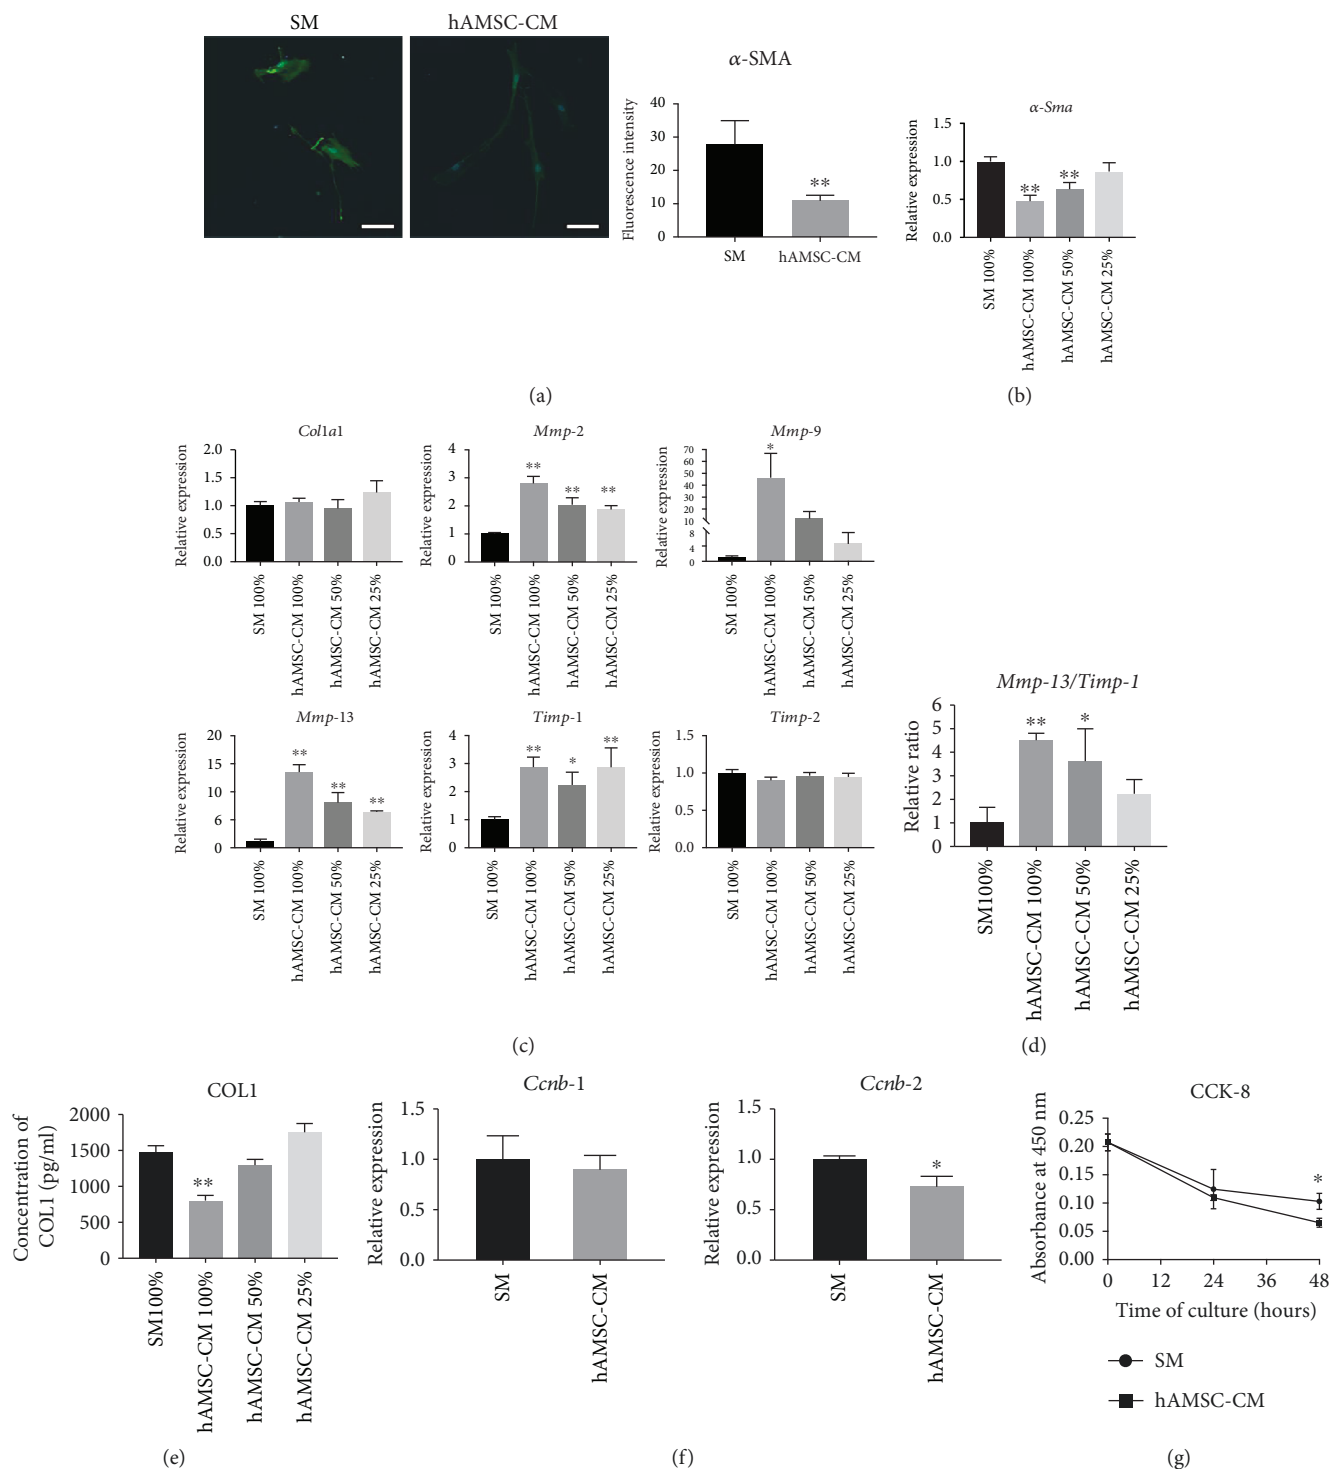 SM
hAMSC-CM
α-SMA
Fluorescence intensity
40
30
20
10
0
**
SM
hAMSC-CM
α-Sma
Relative expression
1.5
1.0
0.5
0.0
**
**
SM 100%
hAMSC-CM 100%
hAMSC-CM 50%
hAMSC-CM 25%
(a)
(b)
Col1a1
Relative expression
2.0
1.5
1.0
0.5
0.0
SM 100%
hAMSC-CM 100%
hAMSC-CM 50%
hAMSC-CM 25%
Mmp-2
Relative expression
4
3
2
1
0
**
**
**
SM 100%
hAMSC-CM 100%
hAMSC-CM 50%
hAMSC-CM 25%
Mmp-9
Relative expression
70
60
50
40
30
20
10
8
4
0
*
SM 100%
hAMSC-CM 100%
hAMSC-CM 50%
hAMSC-CM 25%
Mmp-13
Relative expression
20
15
10
6
0
**
**
**
SM 100%
hAMSC-CM 100%
hAMSC-CM 50%
hAMSC-CM 25%
Timp-1
Relative expression
4
3
2
1
0
**
*
**
SM 100%
hAMSC-CM 100%
hAMSC-CM 50%
hAMSC-CM 25%
Timp-2
Relative expression
1.5
1.0
0.5
0.0
SM 100%
hAMSC-CM 100%
hAMSC-CM 50%
hAMSC-CM 25%
Mmp-13/Timp-1
Relative ratio
6
5
4
3
2
1
0
**
*
SM100%
hAMSC-CM 100%
hAMSC-CM 50%
hAMSC-CM 25%
(c)
(d)
COL1
Concentration of
COL1 (pg/ml)
2000
1500
1000
500
0
**
SM100%
hAMSC-CM 100%
hAMSC-CM 50%
hAMSC-CM 25%
Ccnb-1
Relative expression
1.5
1.0
0.5
0.0
SM
hAMSC-CM
Ccnb-2
Relative expression
1.5
1.0
0.5
0.0
*
SM
hAMSC-CM
CCK-8
Absorbance at 450 nm
0.25
0.20
0.15
0.10
0.05
0.00
*
0
12
24
36
48
Time of culture (hours)
SM
hAMSC-CM
(e)
(f)
(g)